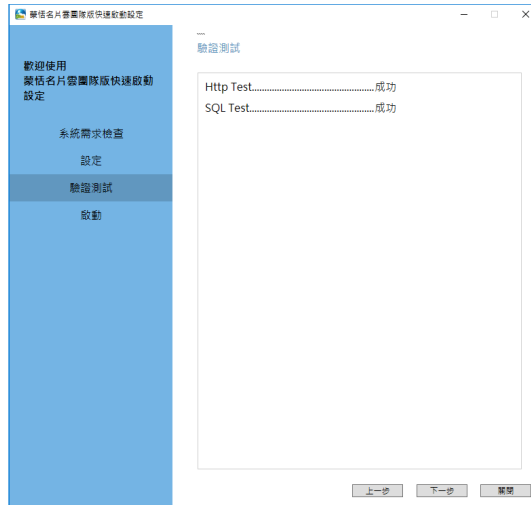 蒙恬名片雲團隊版快速啟動設定
歡迎使用
蒙恬名片雲團隊版快速啟動
設定
系統需求檢查
設定
驗證測試
啟動
驗證測試
Http Test..................................................成功
SQL Test...................................................成功
上一步
下一步
關閉